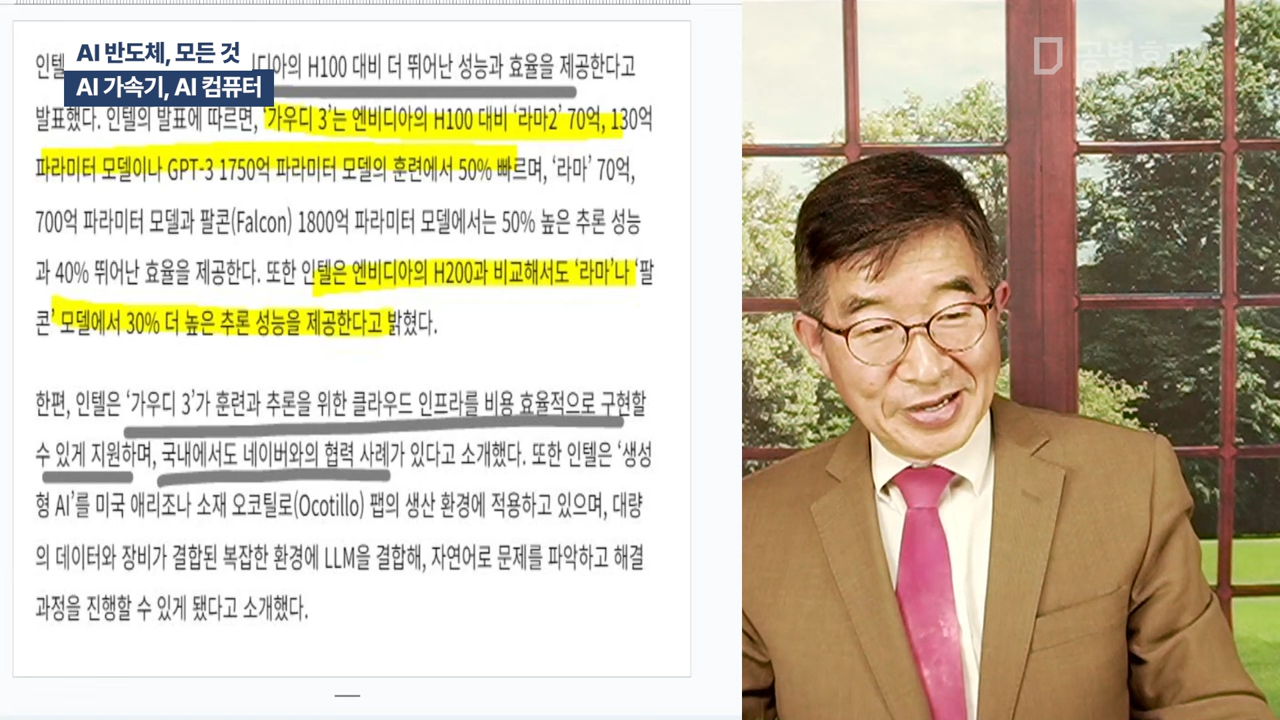 AI 반도체, 모든 것
AI 가속기, AI 컴퓨터
인텔 디아의 H100 대비 더 뛰어난 성능과 효율을 제공한다고
발표했다. 인텔의 발표에 따르면, ‘가우디 3’는 엔비디아의 H100 대비 ‘라마2’ 70억, 130억
파라미터 모델이나 GPT-3 1750억 파라미터 모델의 훈련에서 50% 빠르며, ‘라마’ 70억,
700억 파라미터 모델과 팔콘(Falcon) 1800억 파라미터 모델에서는 50% 높은 추론 성능
과 40% 뛰어난 효율을 제공한다. 또한 인텔은 엔비디아의 H200과 비교해서도 ‘라마’나 ‘팔
콘’ 모델에서 30% 더 높은 추론 성능을 제공한다고 밝혔다.
한편, 인텔은 ‘가우디 3’가 훈련과 추론을 위한 클라우드 인프라를 비용 효율적으로 구현할
수 있게 지원하며, 국내에서도 네이버와의 협력 사례가 있다고 소개했다. 또한 인텔은 ‘생성
형 AI’를 미국 애리조나 소재 오코틸로(Ocotillo) 팹의 생산 환경에 적용하고 있으며, 대량
의 데이터와 장비가 결합된 복잡한 환경에 LLM을 결합해, 자연어로 문제를 파악하고 해결
과정을 진행할 수 있게 됐다고 소개했다.
공병호TV